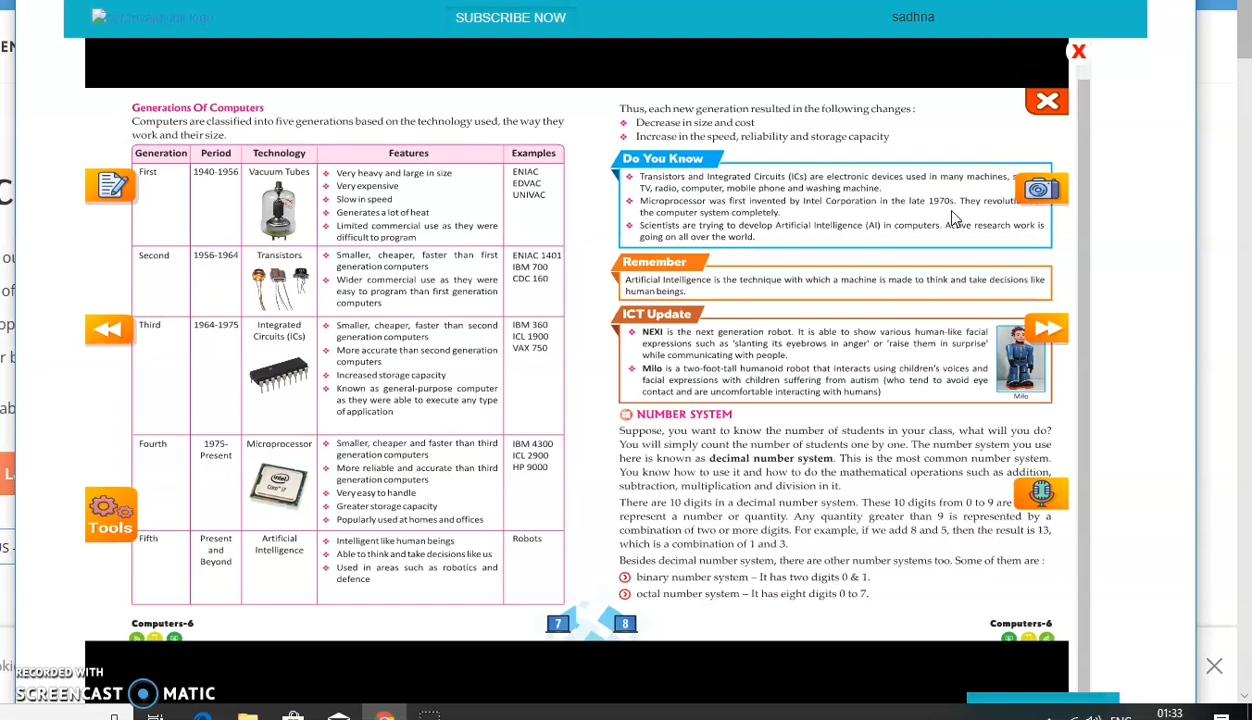 SUBSCRIBE NOW
sadhna
X
Generations Of Computers
Computers are classified into five generations based on the technology used, the way they
work and their size.
Generation Period Technology Features Examples
First 1940-1956 Vacuum Tubes
Very heavy and large in size
Very expensive
Slow in speed
Generates a lot of heat
Limited commercial use as they were
difficult to program
ENIAC
EDVAC
UNIVAC
Second 1956-1964 Transistors
Smaller, cheaper, faster than first
generation computers
Wider commercial use as they were
easy to program than first generation
computers
ENIAC 1401
IBM 700
CDC 160
Third 1964-1975 Integrated
Circuits (ICs)
Smaller, cheaper, faster than second
generation computers
More accurate than second generation
computers
Increased storage capacity
Known as general-purpose computer
as they were able to execute any type
of application
IBM 360
ICL 1900
VAX 750
Fourth 1975-
Present
Microprocessor
intel
Core i7
Smaller, cheaper and faster than third
generation computers
More reliable and accurate than third
generation computers
Very easy to handle
Greater storage capacity
Popularly used at homes and offices
IBM 4300
ICL 2900
HP 9000
Fifth Present
and
Beyond
Artificial
Intelligence
Intelligent like human beings
Able to think and take decisions like us
Used in areas such as robotics and
defence
Robots
Computers-6
7
Tools
Thus, each new generation resulted in the following changes :
Decrease in size and cost
Increase in the speed, reliability and storage capacity
Do You Know
Transistors and Integrated Circuits (ICs) are electronic devices used in many machines,
TV, radio, computer, mobile phone and washing machine.
Microprocessor was first invented by Intel Corporation in the late 1970s. They revolu
the computer system completely.
Scientists are trying to develop Artificial Intelligence (AI) in computers. Active research work is
going on all over the world.
Remember
Artificial Intelligence is the technique with which a machine is made to think and take decisions like
human beings.
ICT Update
NEXI is the next generation robot. It is able to show various human-like facial
expressions such as 'slanting its eyebrows in anger' or 'raise them in surprise'
while communicating with people.
Milo is a two-foot-tall humanoid robot that interacts using children's voices and
facial expressions with children suffering from autism (who tend to avoid eye
contact and are uncomfortable interacting with humans)
Milo
NUMBER SYSTEM
Suppose, you want to know the number of students in your class, what will you do?
You will simply count the number of students one by one. The number system you use
here is known as decimal number system. This is the most common number system.
You know how to use it and how to do the mathematical operations such as addition,
subtraction, multiplication and division in it.
There are 10 digits in a decimal number system. These 10 digits from 0 to 9 are
represent a number or quantity. Any quantity greater than 9 is represented by a
combination of two or more digits. For example, if we add 8 and 5, then the result is 13,
which is a combination of 1 and 3.
Besides decimal number system, there are other number systems too. Some of them are :
binary number system – It has two digits 0 & 1.
octal number system – It has eight digits 0 to 7.
8
Computers-6
RECORDED WITH
SCREENCAST MATIC
01:33